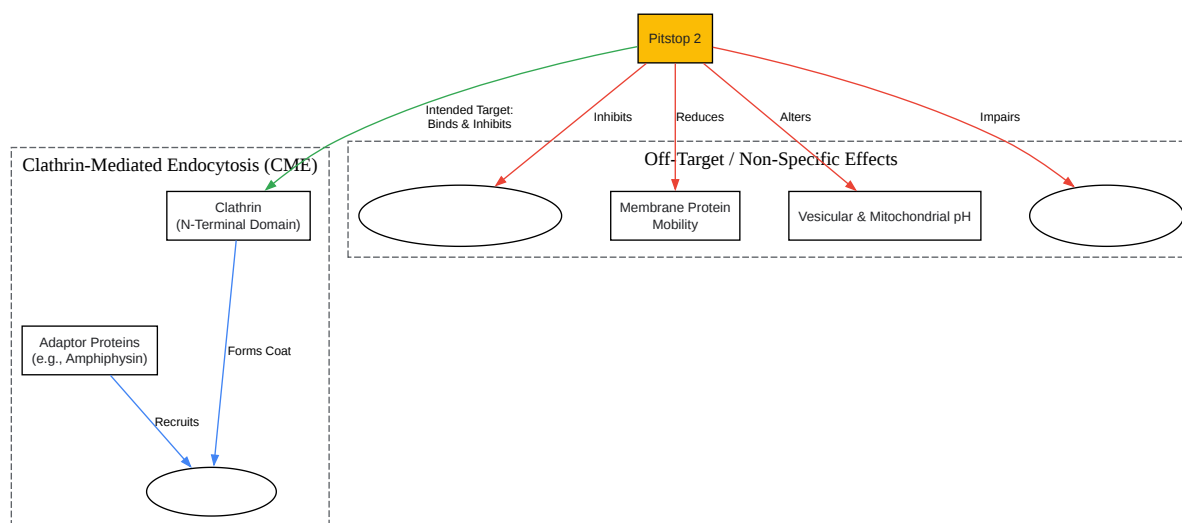 Pitstop 2
Intended Target:
Binds & Inhibits
Inhibits
Reduces
Alters
Impairs
Clathrin-Mediated Endocytosis (CME)
Off-Target / Non-Specific Effects
Clathrin
(N-Terminal Domain)
Membrane Protein
Mobility
Vesicular & Mitochondrial pH
Adaptor Proteins
(e.g., Amphiphysin)
Forms Coat
Recruits